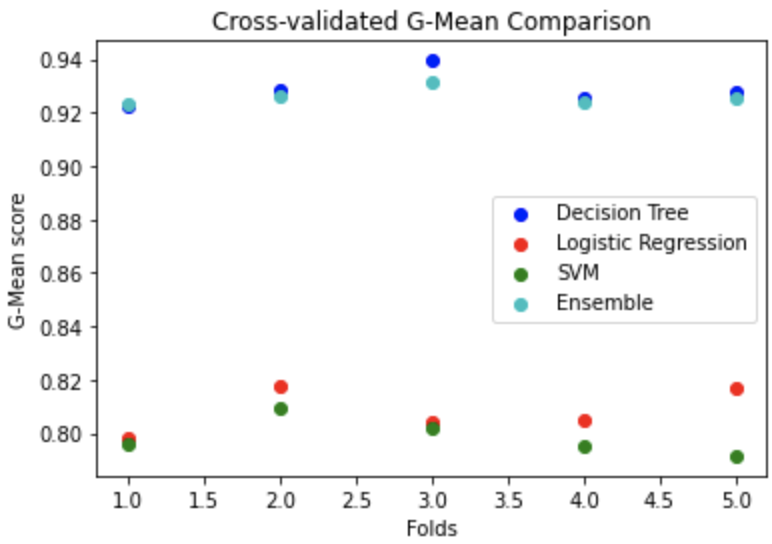 Cross-validated G-Mean Comparison
G-Mean score
0.94
0.92
0.90
0.88
0.86
0.84
0.82
0.80
Decision Tree
Logistic Regression
SVM
Ensemble
1.0 1.5 2.0 2.5 3.0 3.5 4.0 4.5 5.0
Folds